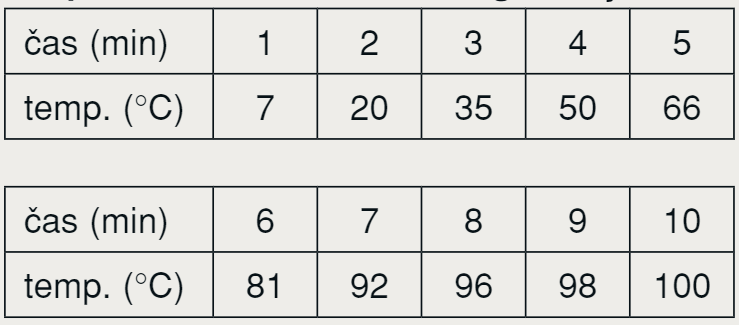 čas (min) 1 2 3 4 5
temp. (°C) 7 20 35 50 66
čas (min) 6 7 8 9 10
temp. (°C) 81 92 96 98 100